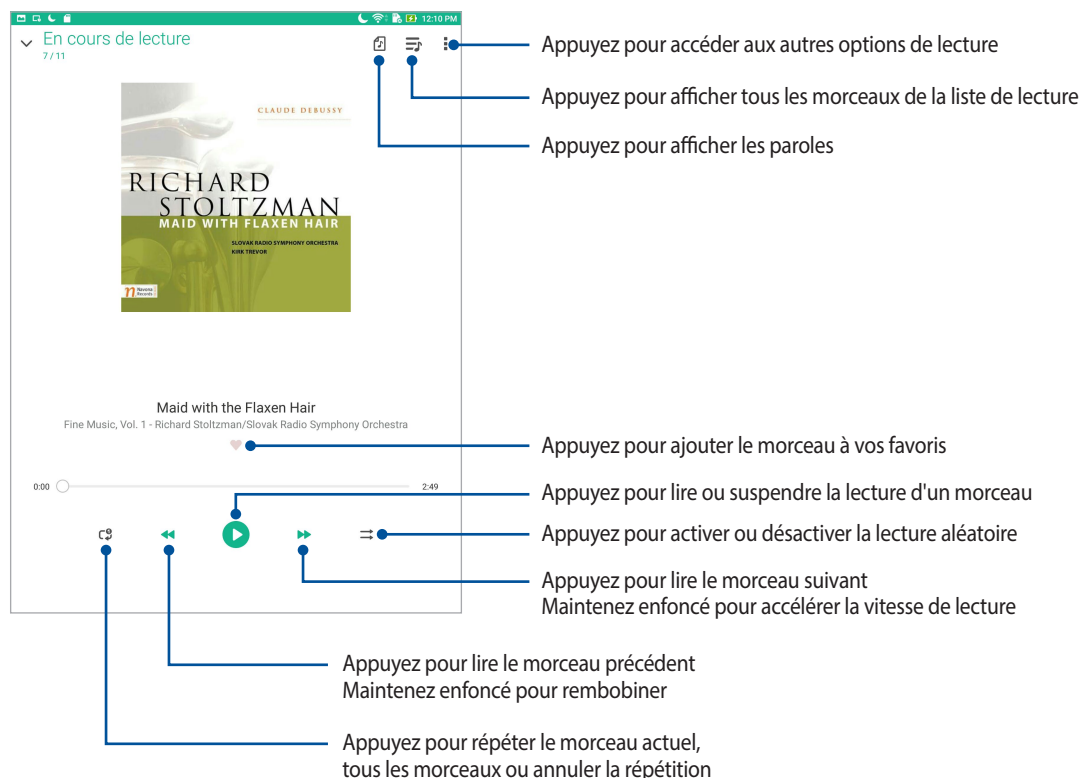 12:10 PM
En cours de lecture
7 / 11
Appuyez pour accéder aux autres options de lecture
Appuyez pour afficher tous les morceaux de la liste de lecture
Appuyez pour afficher les paroles
CLAUDE DEBUSSY
RICHARD
STOLTZMAN
MAID WITH FLAXEN HAIR
SLOVAK RADIO SYMPHONY ORCHESTRA
KIRK TREVOR
n Navona
Records
Maid with the Flaxen Hair
Fine Music, Vol. 1 - Richard Stoltzman/Slovak Radio Symphony Orchestra
Appuyez pour ajouter le morceau à vos favoris
0:00
2:49
Appuyez pour lire ou suspendre la lecture d'un morceau
Appuyez pour activer ou désactiver la lecture aléatoire
Appuyez pour lire le morceau suivant
Maintenez enfoncé pour accélérer la vitesse de lecture
Appuyez pour lire le morceau précédent
Maintenez enfoncé pour rembobiner
Appuyez pour répéter le morceau actuel,
tous les morceaux ou annuler la répétition